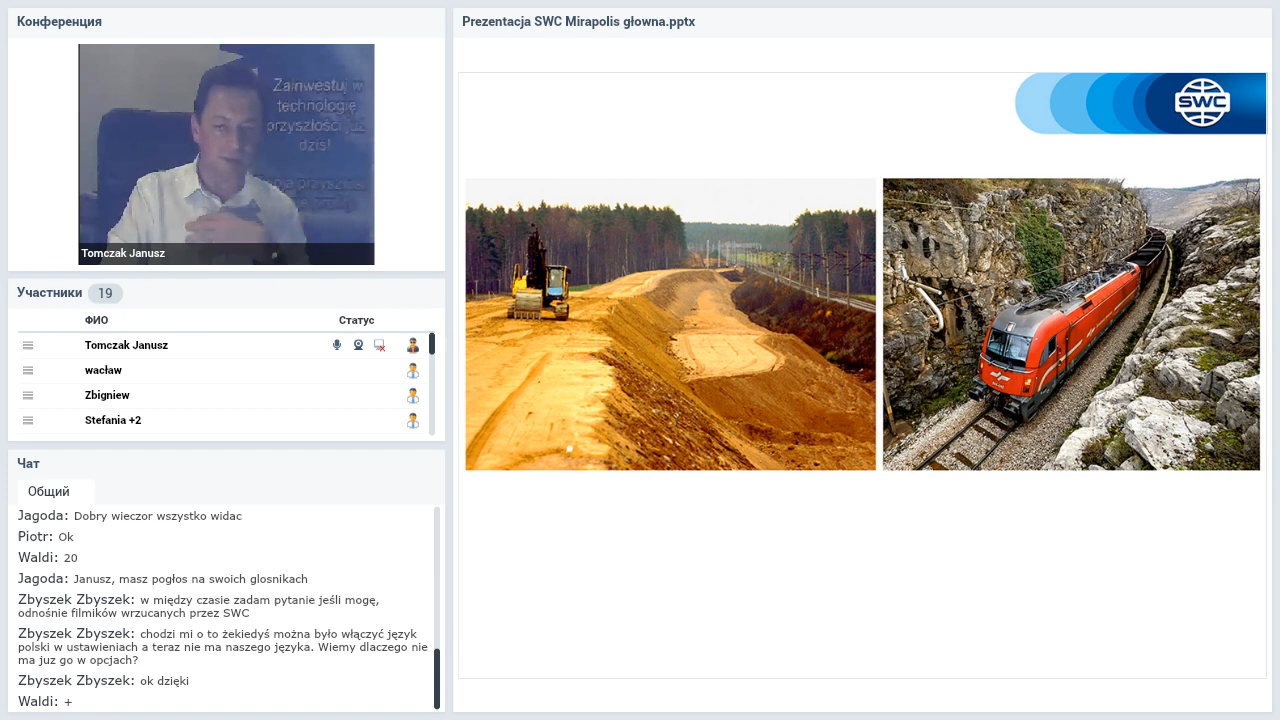 Конференция
Zainwestuj w
technologię
przyszłości już
dziś!
Tomczak Janusz
Участники 19
ФИО Статус
Tomczak Janusz
wacław
Zbigniew
Stefania +2
Чат
Общий
Jagoda: Dobry wieczor wszystko widac
Piotr: Ok
Waldi: 20
Jagoda: Janusz, masz pogłos na swoich glosnikach
Zbyszek Zbyszek: w między czasie zadam pytanie jeśli mogę,
odnośnie filmików wrzucanych przez SWC
Zbyszek Zbyszek: chodzi mi o to żekiedyś można było włączyć język
polski w ustawieniach a teraz nie ma naszego języka. Wiemy dlaczego nie
ma juz go w opcjach?
Zbyszek Zbyszek: ok dzięki
Waldi: +
Prezentacja SWC Mirapolis głowna.pptx
SWC